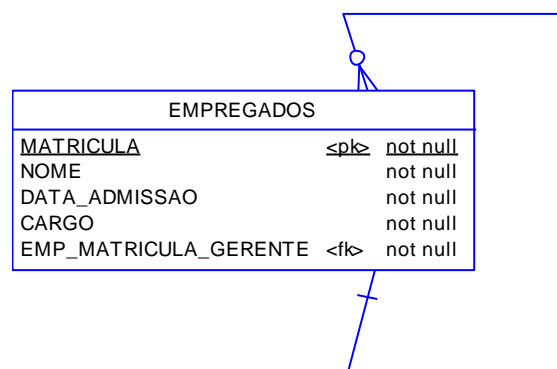 EMPREGADOS
MATRICULA <pk> not null
NOME not null
DATA_ADMISSAO not null
CARGO not null
EMP_MATRICULA_GERENTE <fk> not null